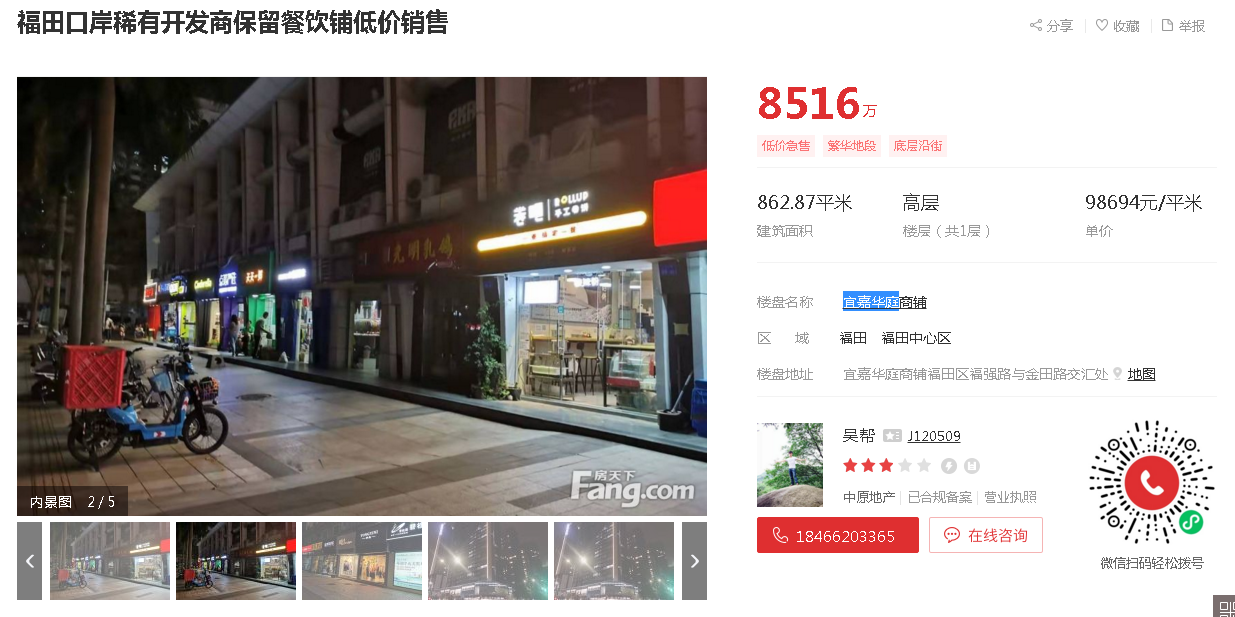 福田口岸稀有开发商保留餐饮铺低价销售
分享
收藏
举报
8516万
低价急售
繁华地段
底层沿街
862.87平米
高层
98694元/平米
建筑面积
楼层（共1层）
单价
楼盘名称
宜嘉华庭商铺
区 域
福田 福田中心区
楼盘地址
宜嘉华庭商铺福田区福强路与金田路交汇处
地图
卷吧
ROLLUP
光明乳鸽
房天下
Fang.com
内景图 2 / 5
吴帮
J120509
中原地产
已合规备案
营业执照
18466203365
在线咨询
微信扫码轻松拨号